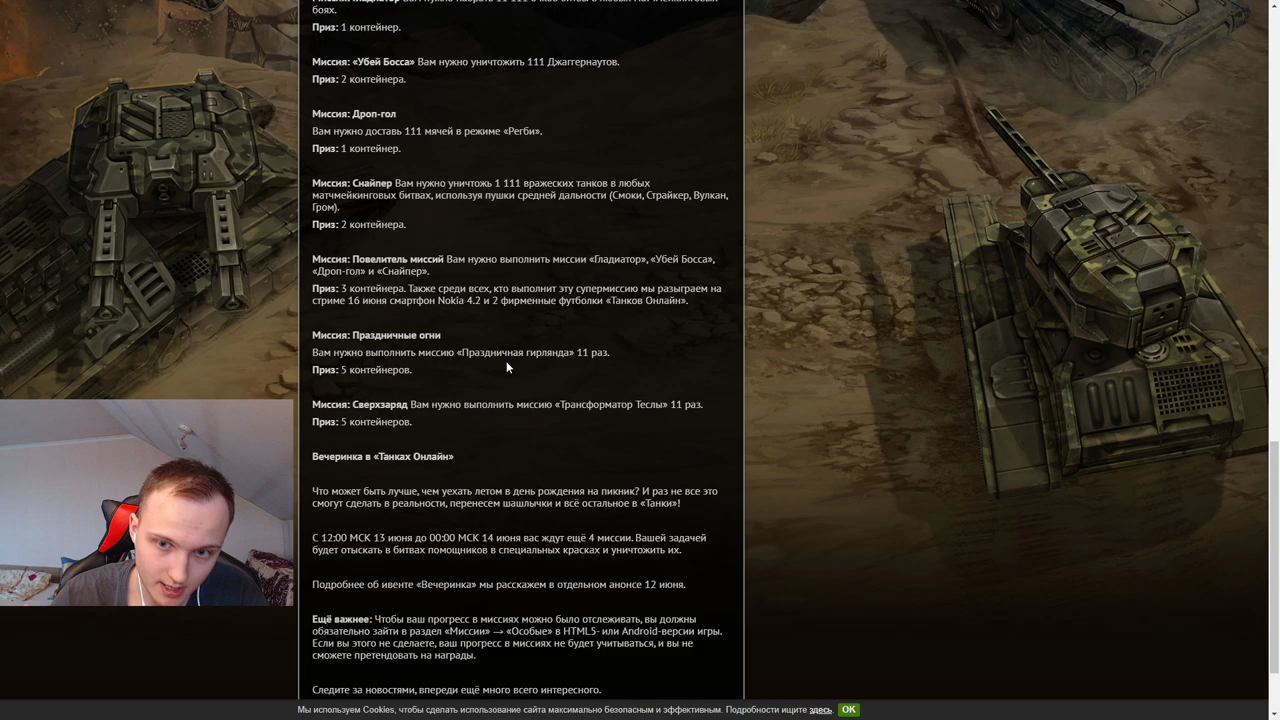 боях.
Приз: 1 контейнер.
Миссия: «Убей Босса» Вам нужно уничтожить 111 Джаггернаутов.
Приз: 2 контейнера.
Миссия: Дроп-гол
Вам нужно доставь 111 мячей в режиме «Регби».
Приз: 1 контейнер.
Миссия: Снайпер Вам нужно уничтожь 1 111 вражеских танков в любых
матчмейкинговых битвах, используя пушки средней дальности (Смоки, Страйкер, Вулкан,
Гром).
Приз: 2 контейнера.
Миссия: Повелитель миссий Вам нужно выполнить миссии «Гладиатор», «Убей Босса»,
«Дроп-гол» и «Снайпер».
Приз: 3 контейнера. Также среди всех, кто выполнит эту супермиссию мы разыграем на
стриме 16 июня смартфон Nokia 4.2 и 2 фирменные футболки «Танков Онлайн».
Миссия: Праздничные огни
Вам нужно выполнить миссию «Праздничная гирлянда» 11 раз.
Приз: 5 контейнеров.
Миссия: Сверхзаряд Вам нужно выполнить миссию «Трансформатор Теслы» 11 раз.
Приз: 5 контейнеров.
Вечеринка в «Танках Онлайн»
Что может быть лучше, чем уехать летом в день рождения на пикник? И раз не все это
смогут сделать в реальности, перенесем шашлычки и всё остальное в «Танки»!
С 12:00 МСК 13 июня до 00:00 МСК 14 июня вас ждут ещё 4 миссии. Вашей задачей
будет отыскать в битвах помощников в специальных красках и уничтожить их.
Подробнее об ивенте «Вечеринка» мы расскажем в отдельном анонсе 12 июня.
Ещё важнее: Чтобы ваш прогресс в миссиях можно было отслеживать, вы должны
обязательно зайти в раздел «Миссии» → «Особые» в HTML5- или Android-версии игры.
Если вы этого не сделаете, ваш прогресс в миссиях не будет учитываться, и вы не
сможете претендовать на награды.
Следите за новостями, впереди ещё много всего интересного.
Мы используем Cookies, чтобы сделать использование сайта максимально безопасным и эффективным. Подробности ищите здесь. OK